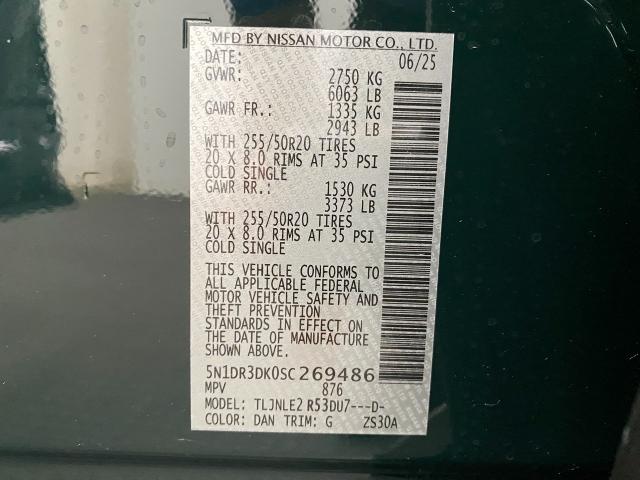 MFD BY NISSAN MOTOR CO., LTD.
DATE: 06/25
GVWR: 2750 KG
6063 LB
GAWR FR.: 1335 KG
2943 LB
WITH 255/50R20 TIRES
20 X 8.0 RIMS AT 35 PSI
COLD SINGLE
GAWR RR.: 1530 KG
3373 LB
WITH 255/50R20 TIRES
20 X 8.0 RIMS AT 35 PSI
COLD SINGLE
THIS VEHICLE CONFORMS TO
ALL APPLICABLE FEDERAL
MOTOR VEHICLE SAFETY AND
THEFT PREVENTION
STANDARDS IN EFFECT ON
THE DATE OF MANUFACTURE
SHOWN ABOVE.
5N1DR3DK0SC269486
MPV 876
MODEL: TLJNLE2 R53DU7---D-
COLOR: DAN TRIM: G ZS30A